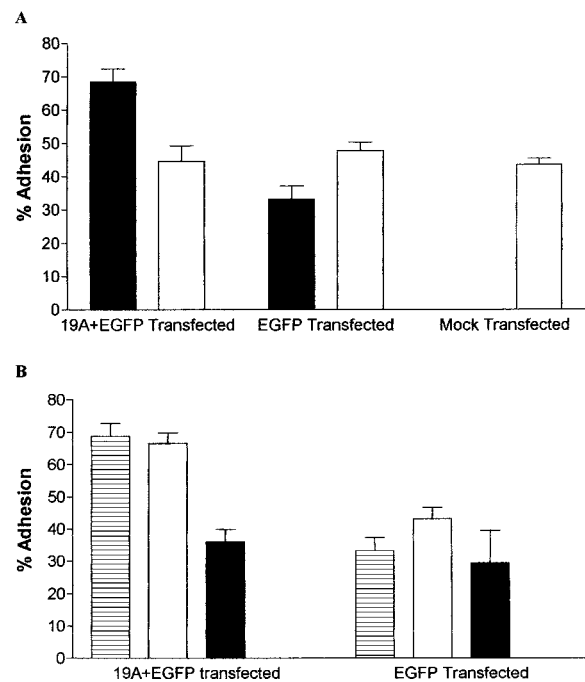 A
80
70
60
50
40
30
20
10
0
% Adhesion
19A+EGFP Transfected
EGFP Transfected
Mock Transfected
B
80
70
60
50
40
30
20
10
0
% Adhesion
19A+EGFP transfected
EGFP Transfected